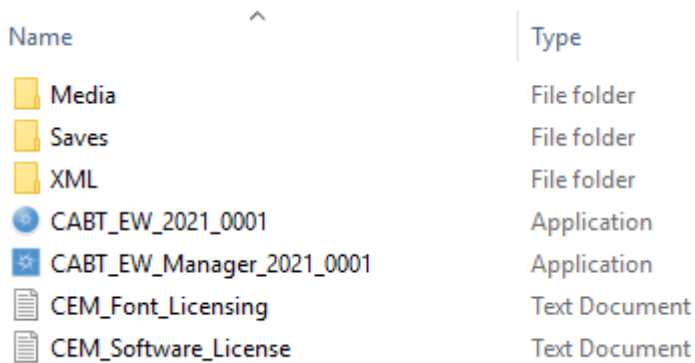 Name Type
Media File folder
Saves File folder
XML File folder
CABT_EW_2021_0001 Application
CABT_EW_Manager_2021_0001 Application
CEM_Font_Licensing Text Document
CEM_Software_License Text Document